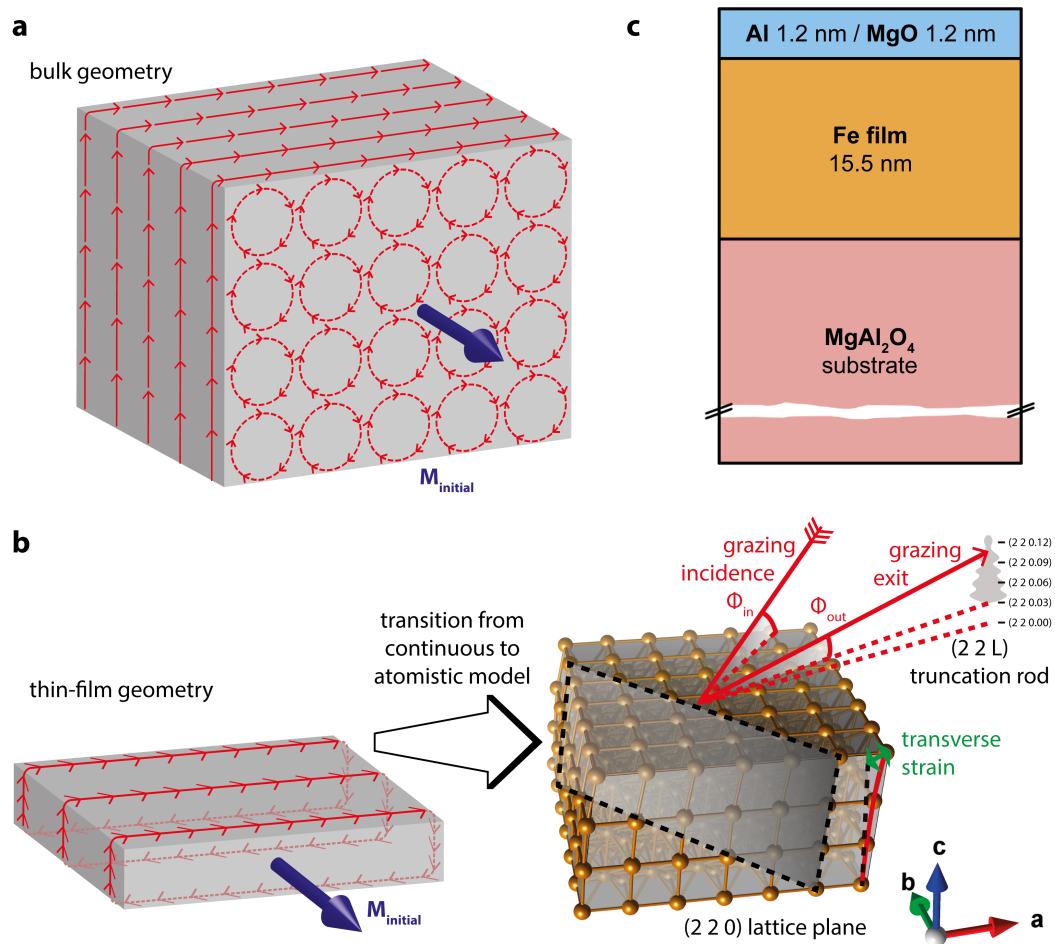 a
bulk geometry
M initial
c
Al 1.2 nm / MgO 1.2 nm
Fe film
15.5 nm
MgAl2O4
substrate
b
thin-film geometry
M initial
transition from
continuous to
atomistic model
grazing
incidence
Φin
grazing
exit
Φout
(2 2 0.12)
(2 2 0.09)
(2 2 0.06)
(2 2 0.03)
(2 2 0.00)
(2 2 L)
truncation rod
transverse
strain
(2 2 0) lattice plane
c
b
a